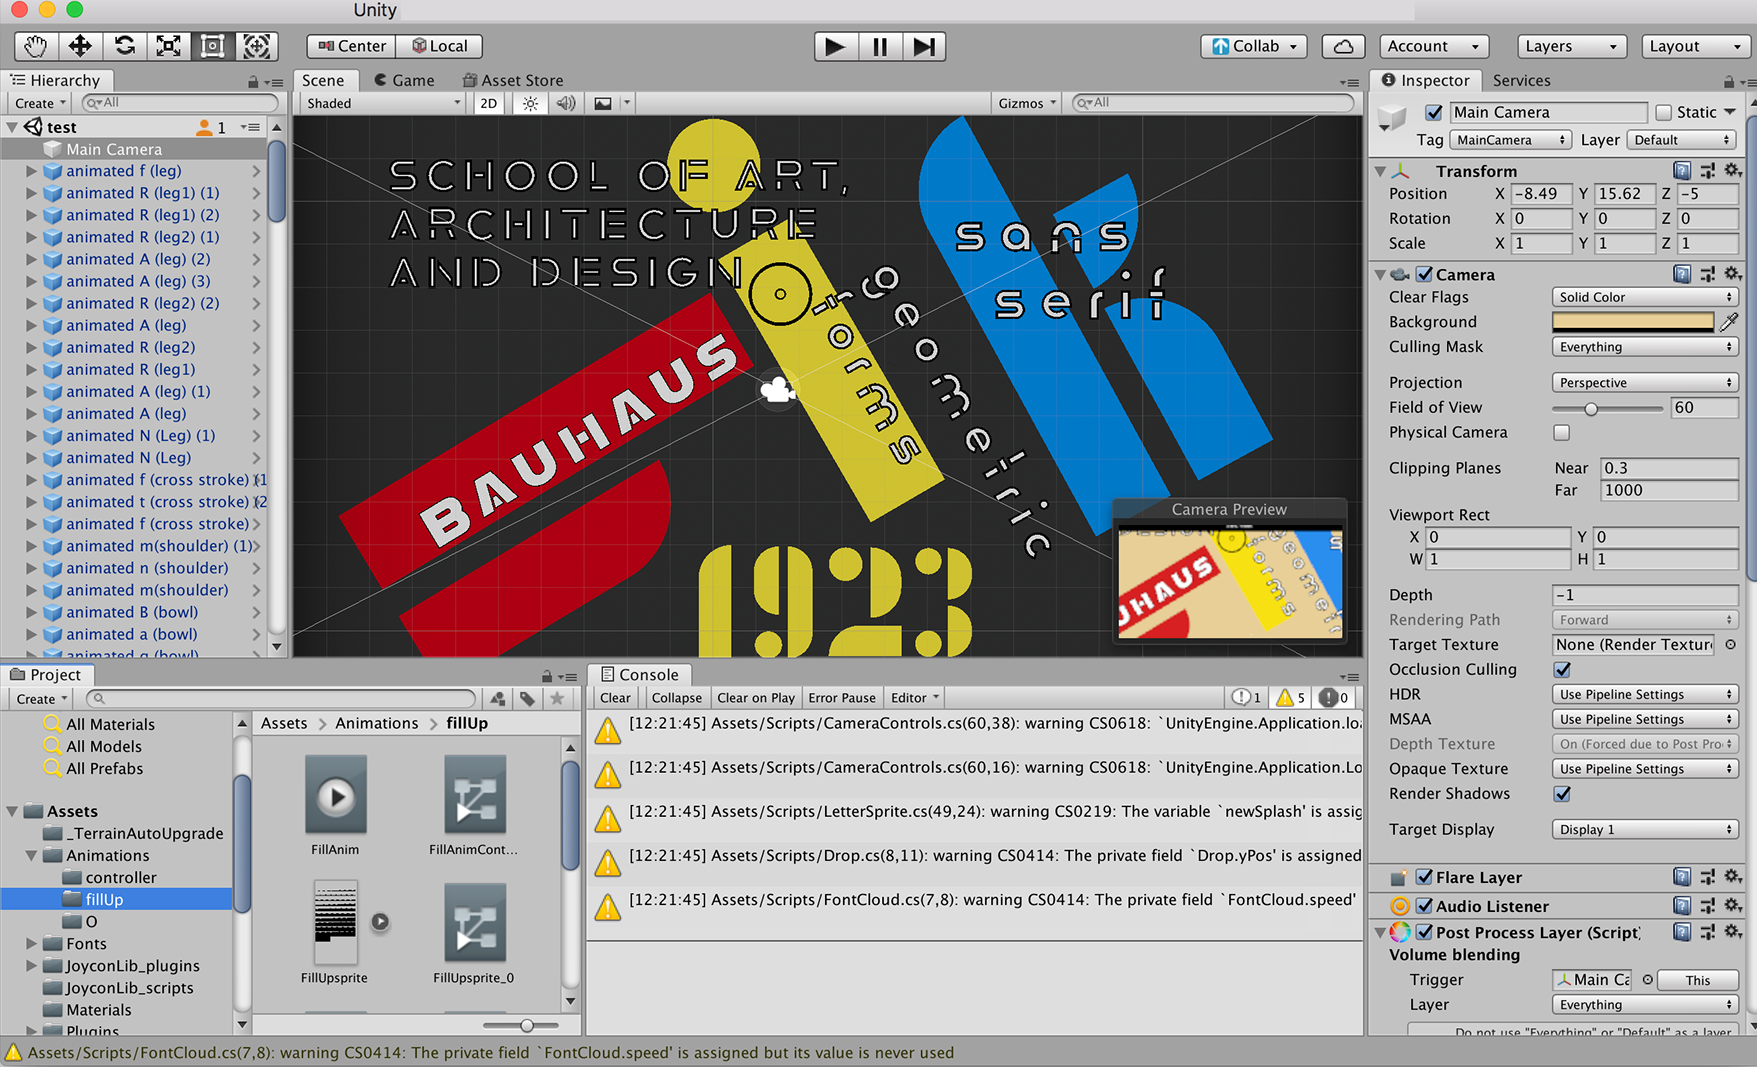 Unity
Center Local
Collab Account Layers Layout
Hierarchy
Create All
test 1
Main Camera
animated f (leg)
animated R (leg1) (1)
animated R (leg1) (2)
animated R (leg2) (1)
animated A (leg) (2)
animated A (leg) (3)
animated R (leg2) (2)
animated A (leg)
animated R (leg2)
animated R (leg1)
animated A (leg) (1)
animated A (leg)
animated N (Leg) (1)
animated N (Leg)
animated f (cross stroke) (1
animated t (cross stroke) (2
animated f (cross stroke)
animated m(shoulder) (1)
animated n (shoulder)
animated m(shoulder)
animated B (bowl)
animated a (bowl)
animated g (bowl)
Scene Game Asset Store
Shaded 2D Gizmos All
SCHOOL OF ART,
ARCHITECTURE
AND DESIGN
BAUHAUS
forms
geometric
sans
serif
1923
Camera Preview
DESIGN
BAUHAUS
forms
Inspector Services
Main Camera Static
Tag MainCamera Layer Default
Transform
Position X -8.49 Y 15.62 Z -5
Rotation X 0 Y 0 Z 0
Scale X 1 Y 1 Z 1
Camera
Clear Flags Solid Color
Background
Culling Mask Everything
Projection Perspective
Field of View 60
Physical Camera
Clipping Planes Near 0.3
Far 1000
Viewport Rect
X 0 Y 0
W 1 H 1
Depth -1
Rendering Path Forward
Target Texture None (Render Textur
Occlusion Culling
HDR Use Pipeline Settings
MSAA Use Pipeline Settings
Depth Texture On (Forced due to Post Pro
Opaque Texture Use Pipeline Settings
Render Shadows
Target Display Display 1
Flare Layer
Audio Listener
Post Process Layer (Script)
Volume blending
Trigger Main Ca This
Layer Everything
Do not use "Everything" or "Default" as a layer
Project
Create
All Materials
All Models
All Prefabs
Assets
_TerrainAutoUpgrade
Animations
controller
fillUp
O
Fonts
JoyconLib_plugins
JoyconLib_scripts
Materials
Plugins
Assets > Animations > fillUp
FillAnim FillAnimCont...
FillUpsprite FillUpsprite_0
Console
Clear Collapse Clear on Play Error Pause Editor 1 5 0
[12:21:45] Assets/Scripts/CameraControls.cs(60,38): warning CS0618: `UnityEngine.Application.loa
[12:21:45] Assets/Scripts/CameraControls.cs(60,16): warning CS0618: `UnityEngine.Application.Lo
[12:21:45] Assets/Scripts/LetterSprite.cs(49,24): warning CS0219: The variable `newSplash' is assig
[12:21:45] Assets/Scripts/Drop.cs(8,11): warning CS0414: The private field `Drop.yPos' is assigned
[12:21:45] Assets/Scripts/FontCloud.cs(7,8): warning CS0414: The private field `FontCloud.speed'
Assets/Scripts/FontCloud.cs(7,8): warning CS0414: The private field `FontCloud.speed' is assigned but its value is never used